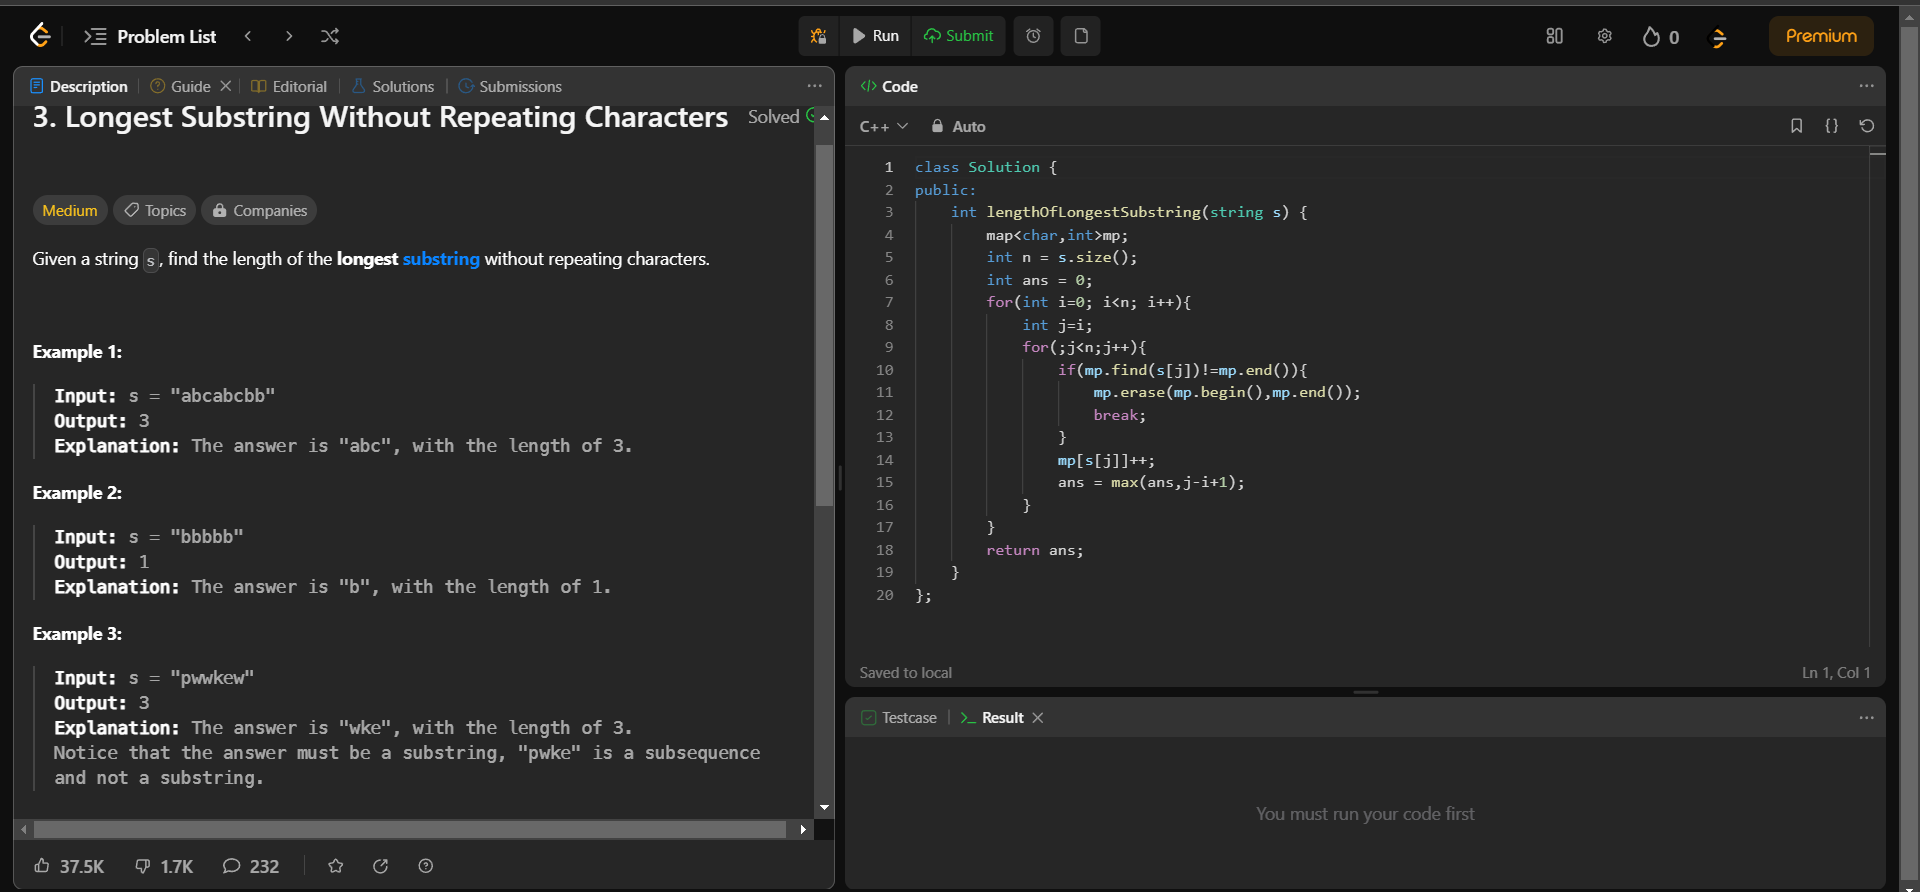 Problem List
Run
Submit
0
Premium
Description
Guide
Editorial
Solutions
Submissions
3. Longest Substring Without Repeating Characters
Solved
Medium
Topics
Companies
Given a string s, find the length of the longest substring without repeating characters.
Example 1:
Input: s = "abcabcbb"
Output: 3
Explanation: The answer is "abc", with the length of 3.
Example 2:
Input: s = "bbbbb"
Output: 1
Explanation: The answer is "b", with the length of 1.
Example 3:
Input: s = "pwwkew"
Output: 3
Explanation: The answer is "wke", with the length of 3.
Notice that the answer must be a substring, "pwke" is a subsequence
and not a substring.
37.5K
1.7K
232
</> Code
C++
Auto
{}
1 class Solution {
2 public:
3     int lengthOfLongestSubstring(string s) {
4         map<char,int>mp;
5         int n = s.size();
6         int ans = 0;
7         for(int i=0; i<n; i++){
8             int j=i;
9             for(;j<n;j++){
10                 if(mp.find(s[j])!=mp.end()){
11                     mp.erase(mp.begin(),mp.end());
12                     break;
13                 }
14                 mp[s[j]]++;
15                 ans = max(ans,j-i+1);
16             }
17         }
18         return ans;
19     }
20 };
Saved to local
Ln 1, Col 1
Testcase
>_ Result
You must run your code first